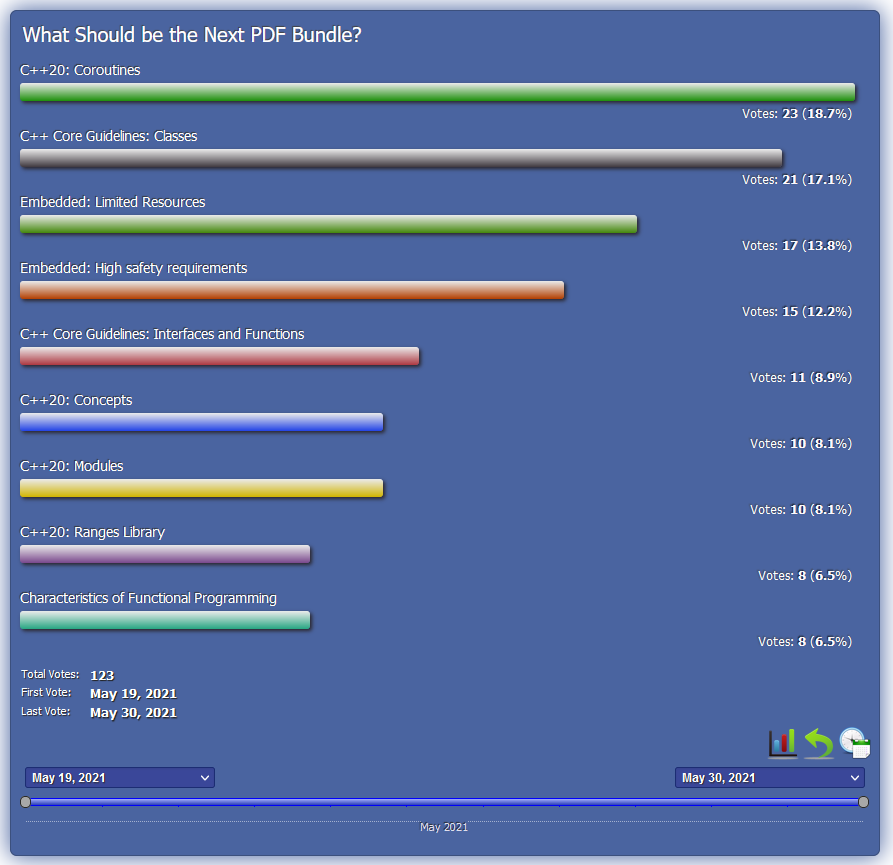 What Should be the Next PDF Bundle?
C++20: Coroutines
Votes: 23 (18.7%)
C++ Core Guidelines: Classes
Votes: 21 (17.1%)
Embedded: Limited Resources
Votes: 17 (13.8%)
Embedded: High safety requirements
Votes: 15 (12.2%)
C++ Core Guidelines: Interfaces and Functions
Votes: 11 (8.9%)
C++20: Concepts
Votes: 10 (8.1%)
C++20: Modules
Votes: 10 (8.1%)
C++20: Ranges Library
Votes: 8 (6.5%)
Characteristics of Functional Programming
Votes: 8 (6.5%)
Total Votes: 123
First Vote: May 19, 2021
Last Vote: May 30, 2021
May 19, 2021 May 30, 2021
May 2021